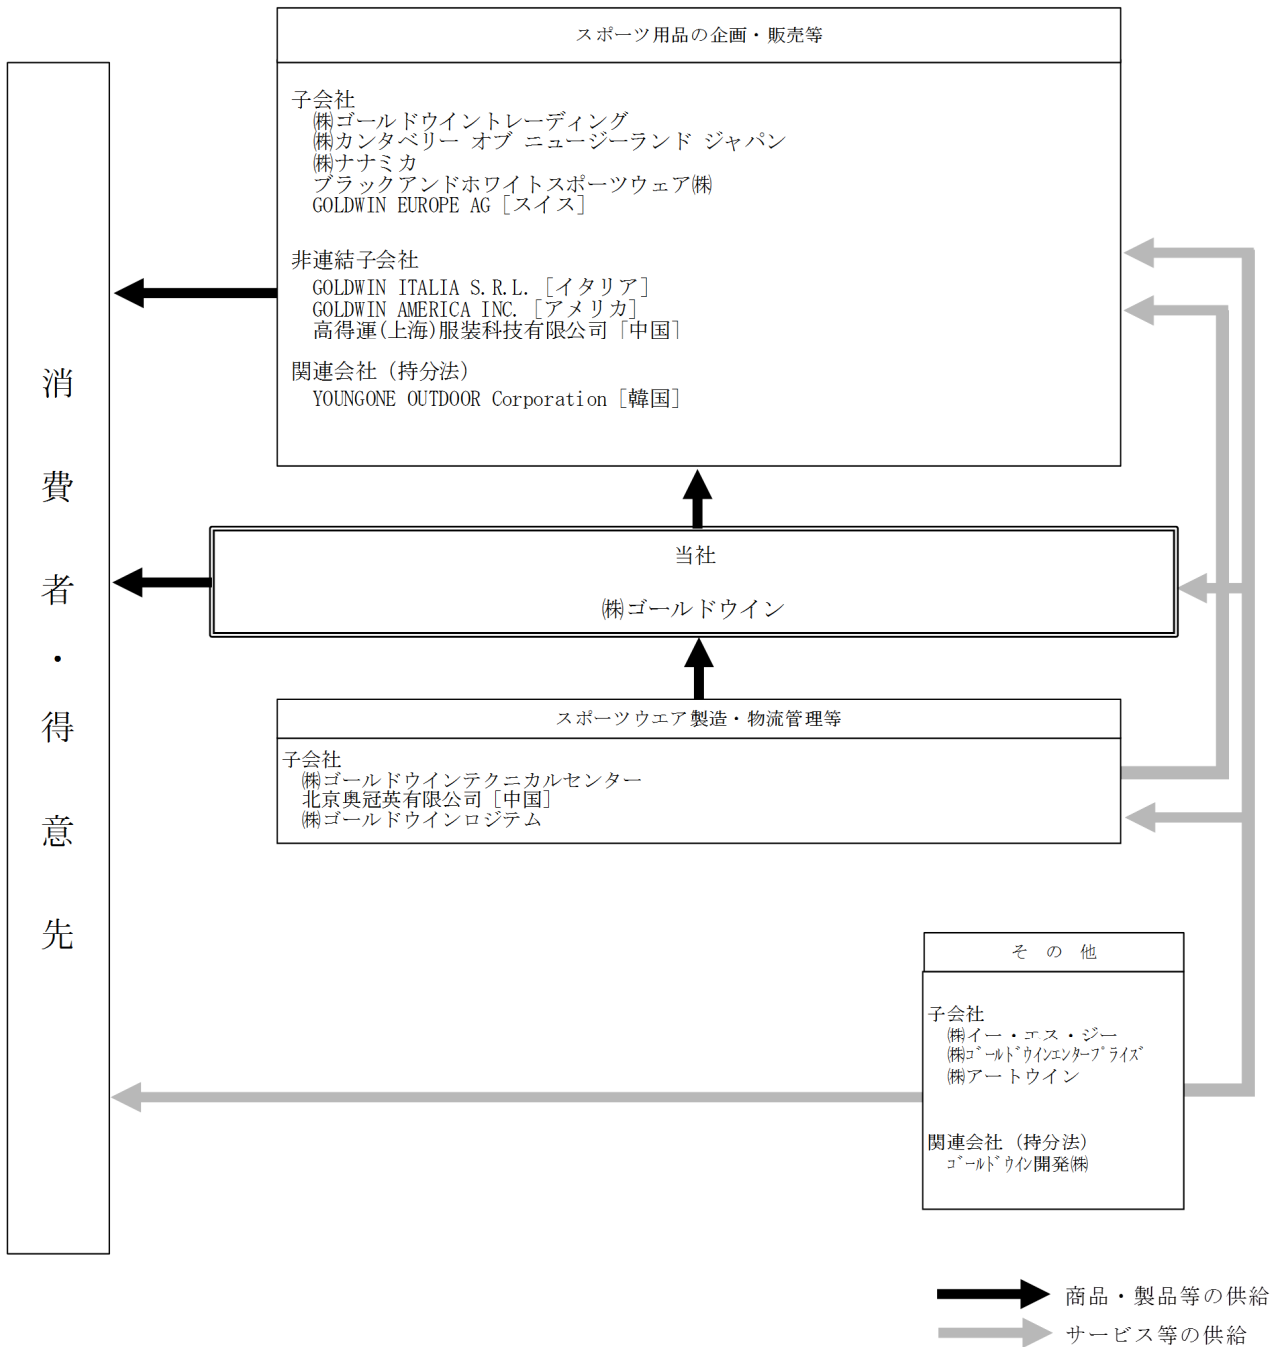 スポーツ用品の企画・販売等
子会社
㈱ゴールドウイントレーディング
㈱カンタベリー オブ ニュージーランド ジャパン
㈱ナナミカ
ブラックアンドホワイトスポーツウェア㈱
GOLDWIN EUROPE AG［スイス］
非連結子会社
GOLDWIN ITALIA S.R.L.［イタリア］
GOLDWIN AMERICA INC.［アメリカ］
高得運(上海)服装科技有限公司［中国］
関連会社（持分法）
YOUNGONE OUTDOOR Corporation［韓国］
消費者・得意先
当社
㈱ゴールドウイン
スポーツウエア製造・物流管理等
子会社
㈱ゴールドウインテクニカルセンター
北京奥冠英有限公司［中国］
㈱ゴールドウインロジテム
そ の 他
子会社
㈱イー・エス・ジー
㈱ｺﾞｰﾙﾄﾞｳｲﾝｴﾝﾀｰﾌﾟﾗｲｽﾞ
㈱アートウイン
関連会社（持分法）
ｺﾞｰﾙﾄﾞｳｲﾝ開発㈱
商品・製品等の供給
サービス等の供給